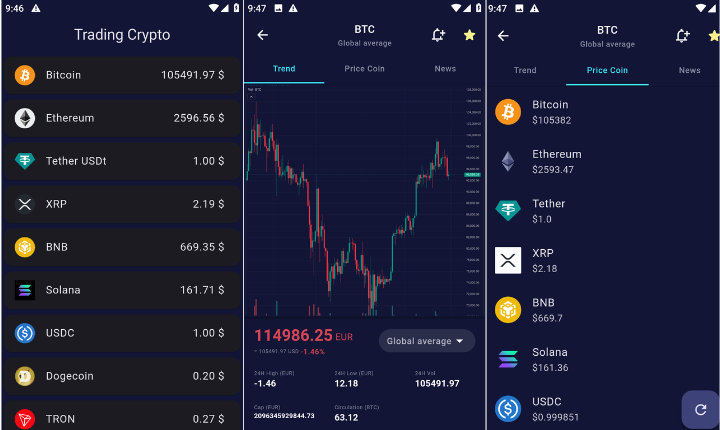 9:46
Trading Crypto
Bitcoin 105491.97 $
Ethereum 2596.56 $
Tether USDt 1.00 $
XRP 2.19 $
BNB 669.35 $
Solana 161.71 $
USDC 1.00 $
Dogecoin 0.20 $
TRON 0.27 $
9:47
BTC
Global average
Trend Price Coin News
Vol BTC
114986.25 EUR
≈ 105491.97 USD -1.46%
Global average
24H High (EUR) 24H Low (EUR) 24H Vol
-1.46 12.18 105491.97
Cap (EUR) Circulation (BTC)
2096345929844.73 63.12
9:47
BTC
Global average
Trend Price Coin News
Bitcoin
$105382
Ethereum
$2593.47
Tether
$1.0
XRP
$2.18
BNB
$669.7
Solana
$161.36
USDC
$0.999851